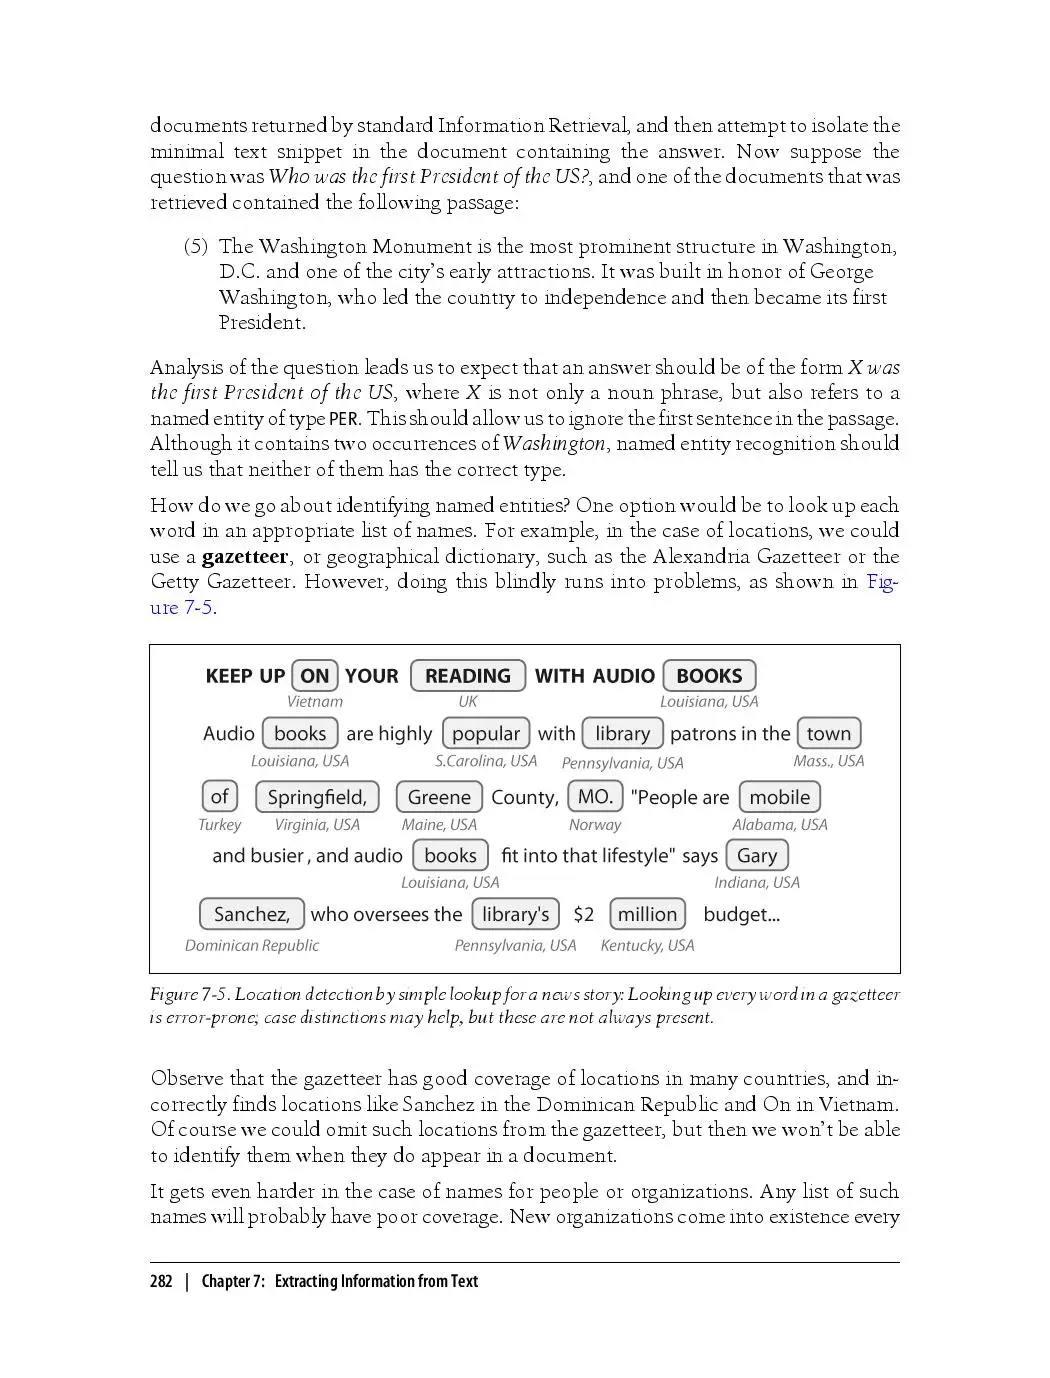 documents returned by standard Information Retrieval, and then attempt to isolate the
minimal text snippet in the document containing the answer. Now suppose the
question was Who was the first President of the US?, and one of the documents that was
retrieved contained the following passage:
(5) The Washington Monument is the most prominent structure in Washington,
D.C. and one of the city's early attractions. It was built in honor of George
Washington, who led the country to independence and then became its first
President.
Analysis of the question leads us to expect that an answer should be of the form X was
the first President of the US, where X is not only a noun phrase, but also refers to a
named entity of type PER. This should allow us to ignore the first sentence in the passage.
Although it contains two occurrences of Washington, named entity recognition should
tell us that neither of them has the correct type.
How do we go about identifying named entities? One option would be to look up each
word in an appropriate list of names. For example, in the case of locations, we could
use a gazetteer, or geographical dictionary, such as the Alexandria Gazetteer or the
Getty Gazetteer. However, doing this blindly runs into problems, as shown in Fig-
ure 7-5.
KEEP UP ON YOUR READING WITH AUDIO BOOKS
Vietnam UK Louisiana, USA
Audio books are highly popular with library patrons in the town
Louisiana, USA S.Carolina, USA Pennsylvania, USA Mass., USA
of Springfield, Greene County, MO. "People are mobile
Turkey Virginia, USA Maine, USA Norway Alabama, USA
and busier, and audio books fit into that lifestyle" says Gary
Louisiana, USA Indiana, USA
Sanchez, who oversees the library's $2 million budget...
Dominican Republic Pennsylvania, USA Kentucky, USA
Figure 7-5. Location detection by simple lookup for a news story: Looking up every word in a gazetteer
is error-prone; case distinctions may help, but these are not always present.
Observe that the gazetteer has good coverage of locations in many countries, and in-
correctly finds locations like Sanchez in the Dominican Republic and On in Vietnam.
Of course we could omit such locations from the gazetteer, but then we won't be able
to identify them when they do appear in a document.
It gets even harder in the case of names for people or organizations. Any list of such
names will probably have poor coverage. New organizations come into existence every
282 | Chapter 7: Extracting Information from Text